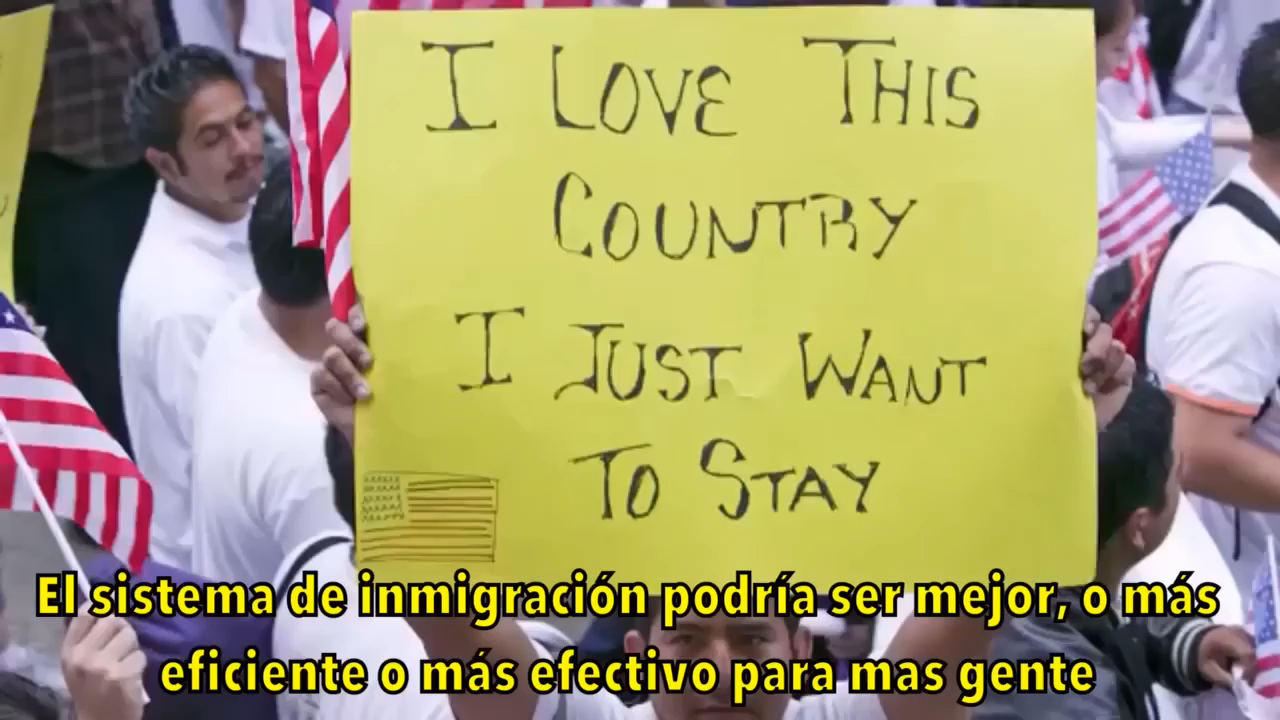 I LOVE THIS
COUNTRY
I JUST WANT
TO STAY
El sistema de inmigración podría ser mejor, o más
eficiente o más efectivo para mas gente